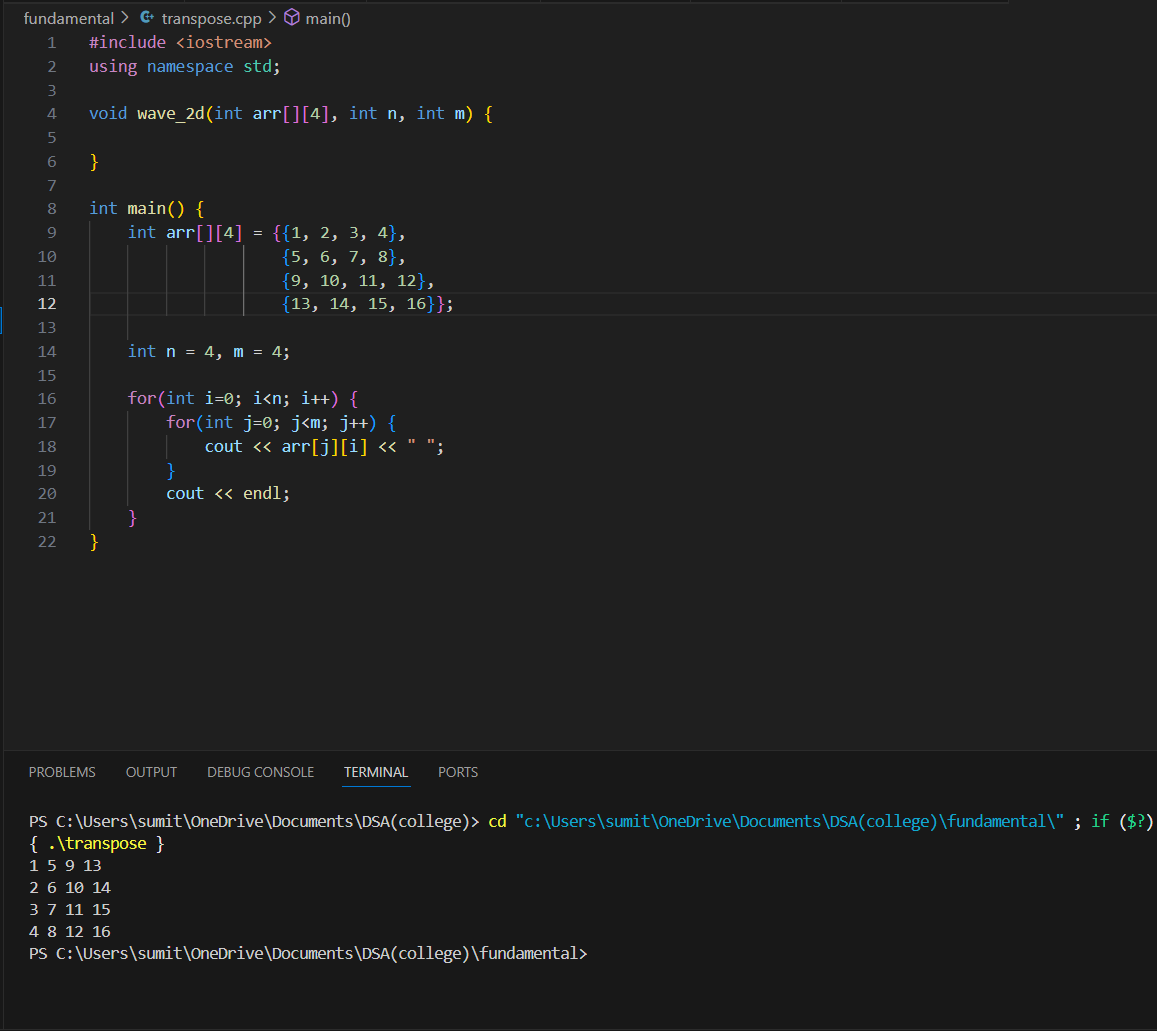 fundamental > transpose.cpp > main()
1 #include <iostream>
2 using namespace std;
3
4 void wave_2d(int arr[][4], int n, int m) {
5
6 }
7
8 int main() {
9     int arr[][4] = {{1, 2, 3, 4},
10                     {5, 6, 7, 8},
11                     {9, 10, 11, 12},
12                     {13, 14, 15, 16}};
13
14     int n = 4, m = 4;
15
16     for(int i=0; i<n; i++) {
17         for(int j=0; j<m; j++) {
18             cout << arr[j][i] << " ";
19         }
20         cout << endl;
21     }
22 }
PROBLEMS OUTPUT DEBUG CONSOLE TERMINAL PORTS
PS C:\Users\sumit\OneDrive\Documents\DSA(college)> cd "c:\Users\sumit\OneDrive\Documents\DSA(college)\fundamental\" ; if ($?)
{ .\transpose }
1 5 9 13
2 6 10 14
3 7 11 15
4 8 12 16
PS C:\Users\sumit\OneDrive\Documents\DSA(college)\fundamental>